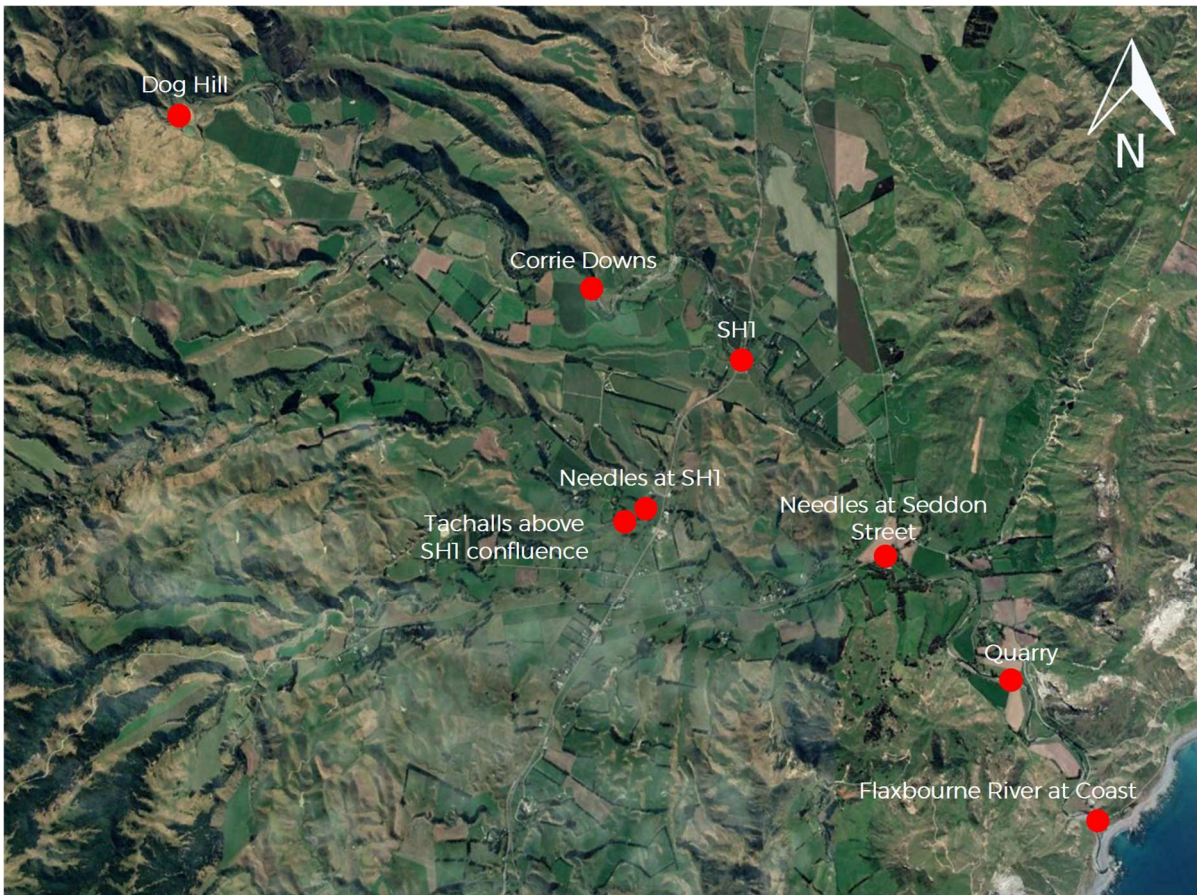 Dog Hill
N
Corrie Downs
SH1
Needles at SH1
Tachalls above
SH1 confluence
Needles at Seddon
Street
Quarry
Flaxbourne River at Coast